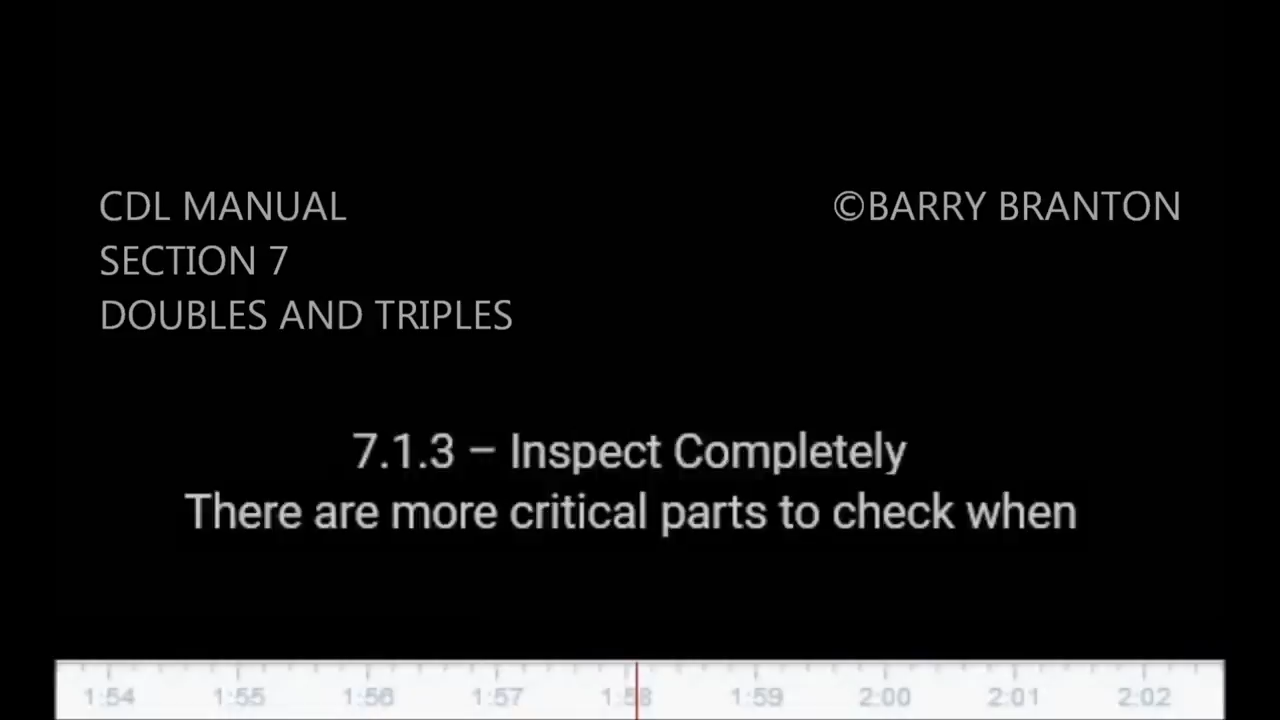 CDL MANUAL
©BARRY BRANTON
SECTION 7
DOUBLES AND TRIPLES
7.1.3 – Inspect Completely
There are more critical parts to check when
1:54 1:55 1:56 1:57 1:58 1:59 2:00 2:01 2:02